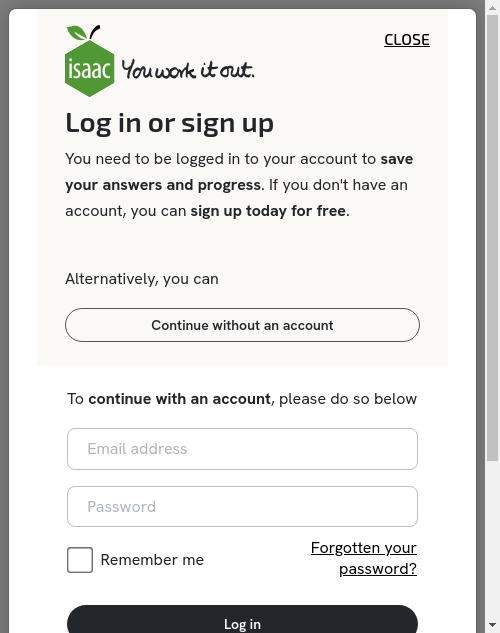 CLOSE
isaac You work it out.
Log in or sign up
You need to be logged in to your account to save
your answers and progress. If you don't have an
account, you can sign up today for free.
Alternatively, you can
Continue without an account
To continue with an account, please do so below
Email address
Password
Remember me
Forgotten your
password?
Log in